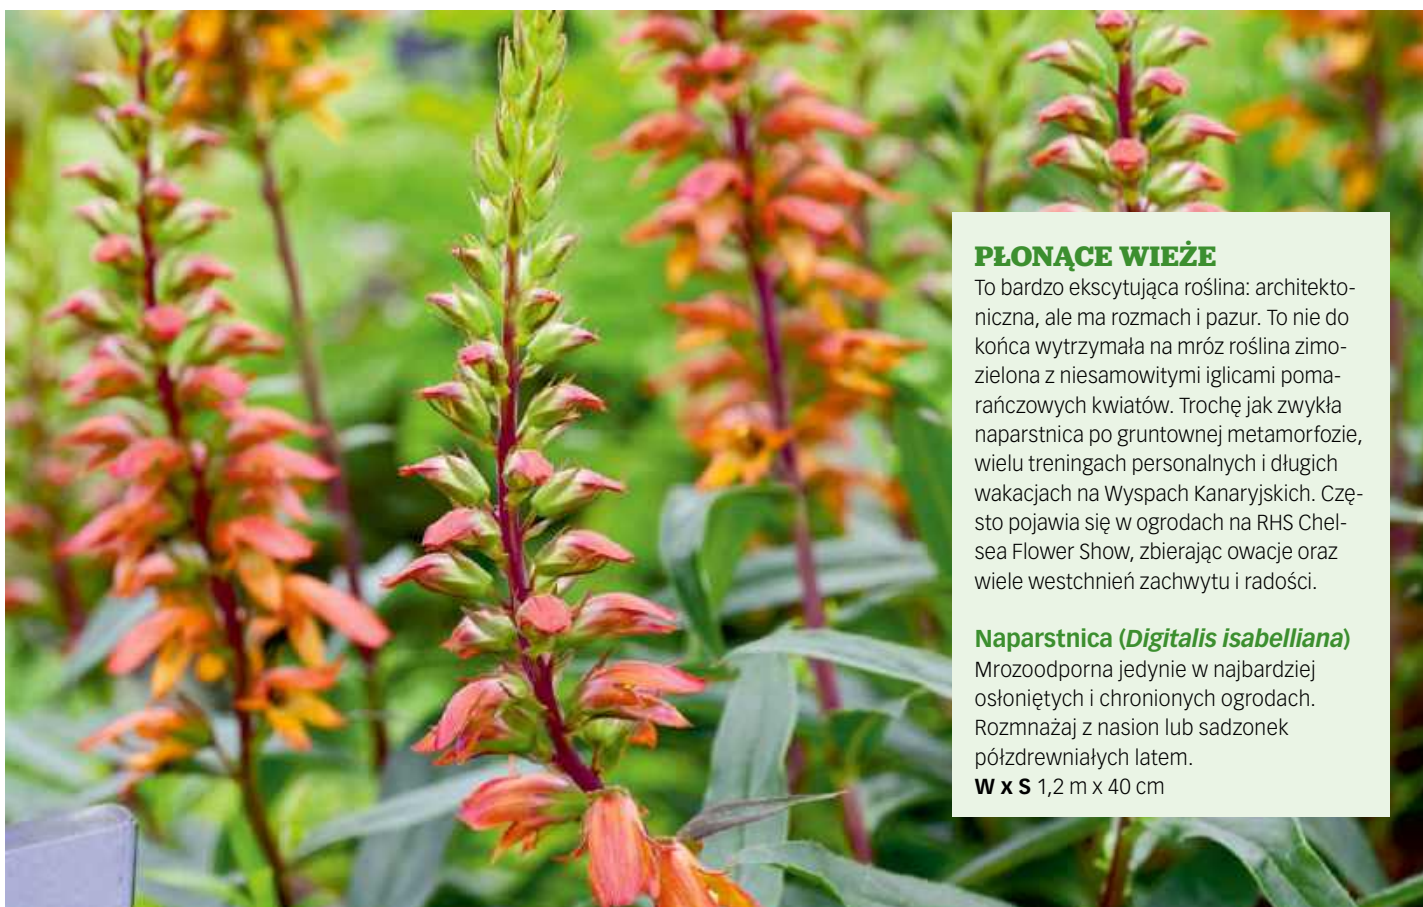 PŁONĄCE WIEŻE
To bardzo ekscytująca roślina: architekto-
niczna, ale ma rozmach i pazur. To nie do
końca wytrzymała na mróz roślina zimo-
zielona z niesamowitymi iglicami poma-
rańczowych kwiatów. Trochę jak zwykła
naparstnica po gruntownej metamorfozie,
wielu treningach personalnych i długich
wakacjach na Wyspach Kanaryjskich. Czę-
sto pojawia się w ogrodach na RHS Chel-
sea Flower Show, zbierając owacje oraz
wiele westchnień zachwytu i radości.
Naparstnica (Digitalis isabelliana)
Mrozoodporna jedynie w najbardziej
osłoniętych i chronionych ogrodach.
Rozmnażaj z nasion lub sadzonek
półzdrewniałych latem.
W x S 1,2 m x 40 cm